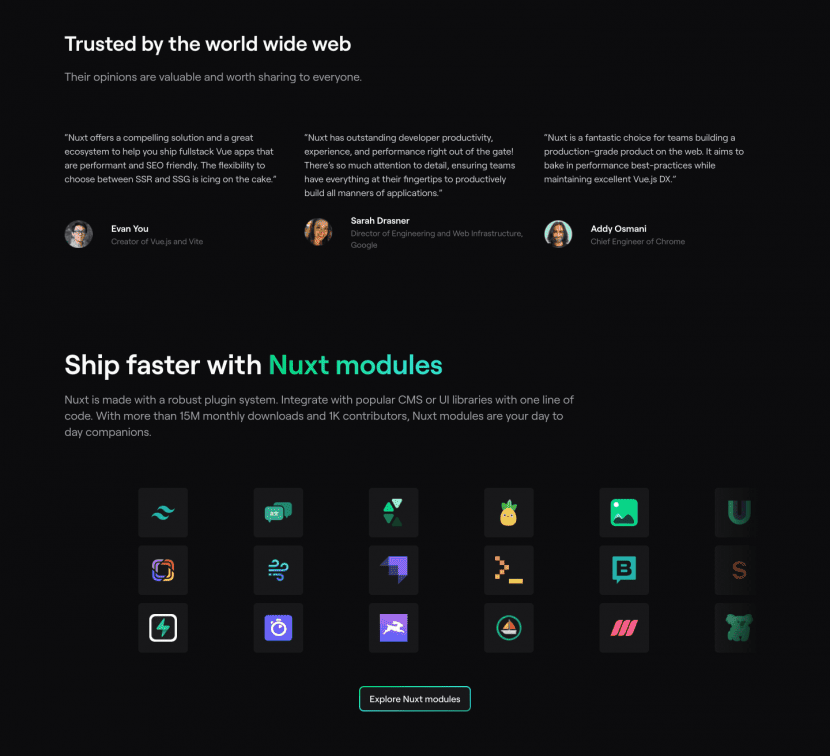 Trusted by the world wide web
Their opinions are valuable and worth sharing to everyone.
“Nuxt offers a compelling solution and a great
ecosystem to help you ship fullstack Vue apps that
are performant and SEO friendly. The flexibility to
choose between SSR and SSG is icing on the cake.”
Evan You
Creator of Vue.js and Vite
“Nuxt has outstanding developer productivity,
experience, and performance right out of the gate!
There’s so much attention to detail, ensuring teams
have everything at their fingertips to productively
build all manners of applications.”
Sarah Drasner
Director of Engineering and Web Infrastructure,
Google
“Nuxt is a fantastic choice for teams building a
production-grade product on the web. It aims to
bake in performance best-practices while
maintaining excellent Vue.js DX.”
Addy Osmani
Chief Engineer of Chrome
Ship faster with Nuxt modules
Nuxt is made with a robust plugin system. Integrate with popular CMS or UI libraries with one line of
code. With more than 15M monthly downloads and 1K contributors, Nuxt modules are your day to
day companions.
U
B
S
Explore Nuxt modules